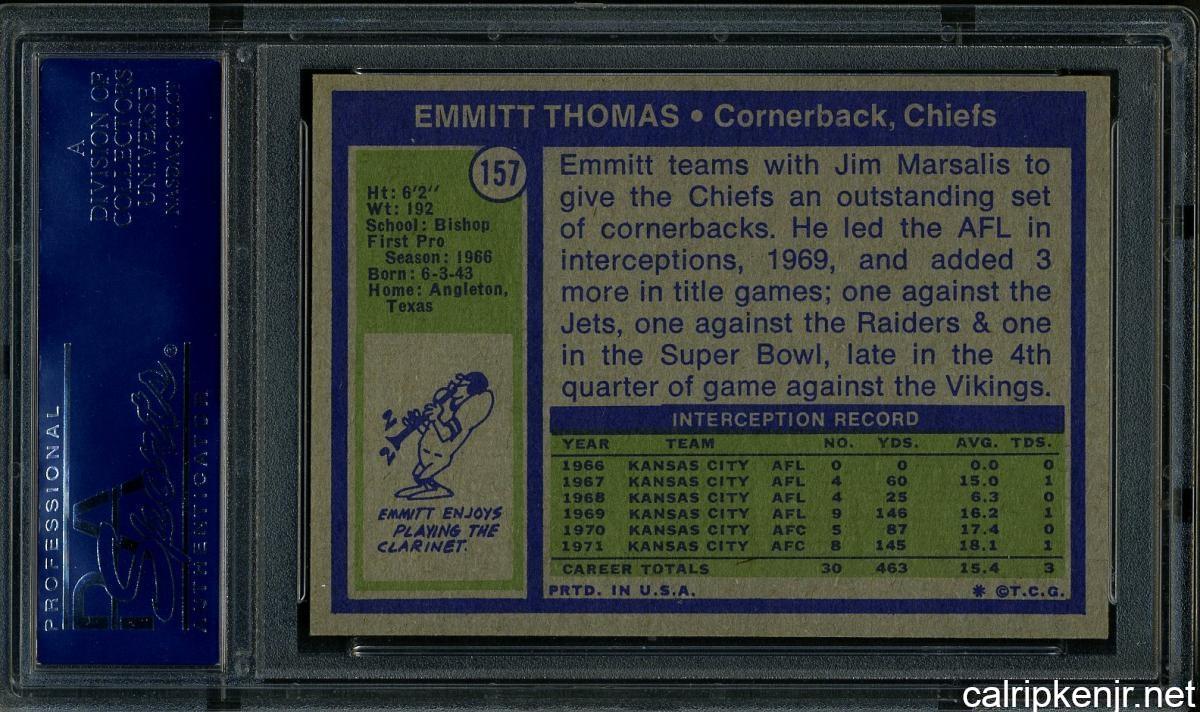 A
DIVISION OF
COLLECTORS
UNIVERSE
NASDAQ: CLCT
PROFESSIONAL
PSA
Sports®
AUTHENTICATOR
EMMITT THOMAS • Cornerback, Chiefs
157
Ht: 6'2''
Wt: 192
School: Bishop
First Pro
Season: 1966
Born: 6-3-43
Home: Angleton,
Texas
EMMITT ENJOYS
PLAYING THE
CLARINET.
Emmitt teams with Jim Marsalis to
give the Chiefs an outstanding set
of cornerbacks. He led the AFL in
interceptions, 1969, and added 3
more in title games; one against the
Jets, one against the Raiders & one
in the Super Bowl, late in the 4th
quarter of game against the Vikings.
INTERCEPTION RECORD
YEAR TEAM NO. YDS. AVG. TDS.
1966 KANSAS CITY AFL 0 0 0.0 0
1967 KANSAS CITY AFL 4 60 15.0 1
1968 KANSAS CITY AFL 4 25 6.3 0
1969 KANSAS CITY AFL 9 146 16.2 1
1970 KANSAS CITY AFC 5 87 17.4 0
1971 KANSAS CITY AFC 8 145 18.1 1
CAREER TOTALS 30 463 15.4 3
PRTD. IN U.S.A. * ©T.C.G.
calripkenjr.net